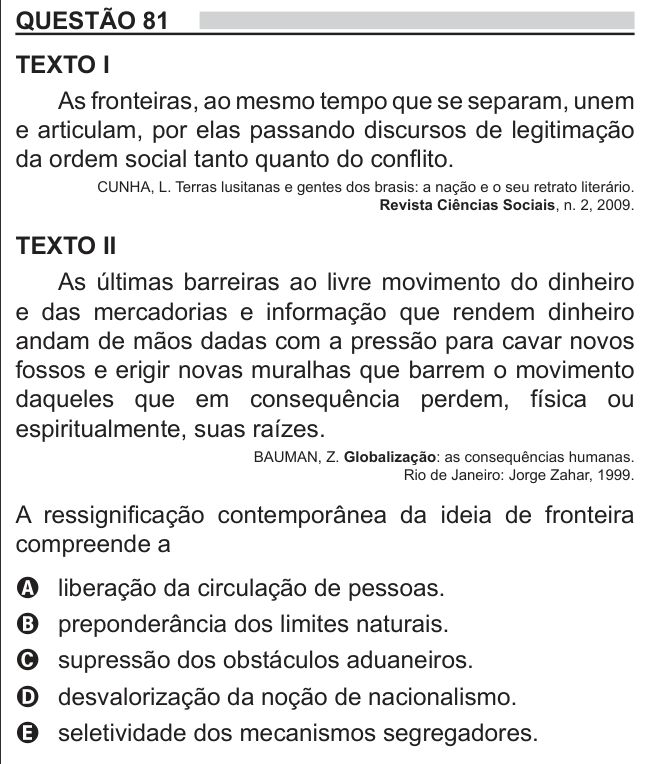 QUESTÃO 81
TEXTO I
As fronteiras, ao mesmo tempo que se separam, unem
e articulam, por elas passando discursos de legitimação
da ordem social tanto quanto do conflito.
CUNHA, L. Terras lusitanas e gentes dos brasis: a nação e o seu retrato literário.
Revista Ciências Sociais, n. 2, 2009.
TEXTO II
As últimas barreiras ao livre movimento do dinheiro
e das mercadorias e informação que rendem dinheiro
andam de mãos dadas com a pressão para cavar novos
fossos e erigir novas muralhas que barrem o movimento
daqueles que em consequência perdem, física ou
espiritualmente, suas raízes.
BAUMAN, Z. Globalização: as consequências humanas.
Rio de Janeiro: Jorge Zahar, 1999.
A ressignificação contemporânea da ideia de fronteira
compreende a
A liberação da circulação de pessoas.
B preponderância dos limites naturais.
C supressão dos obstáculos aduaneiros.
D desvalorização da noção de nacionalismo.
E seletividade dos mecanismos segregadores.